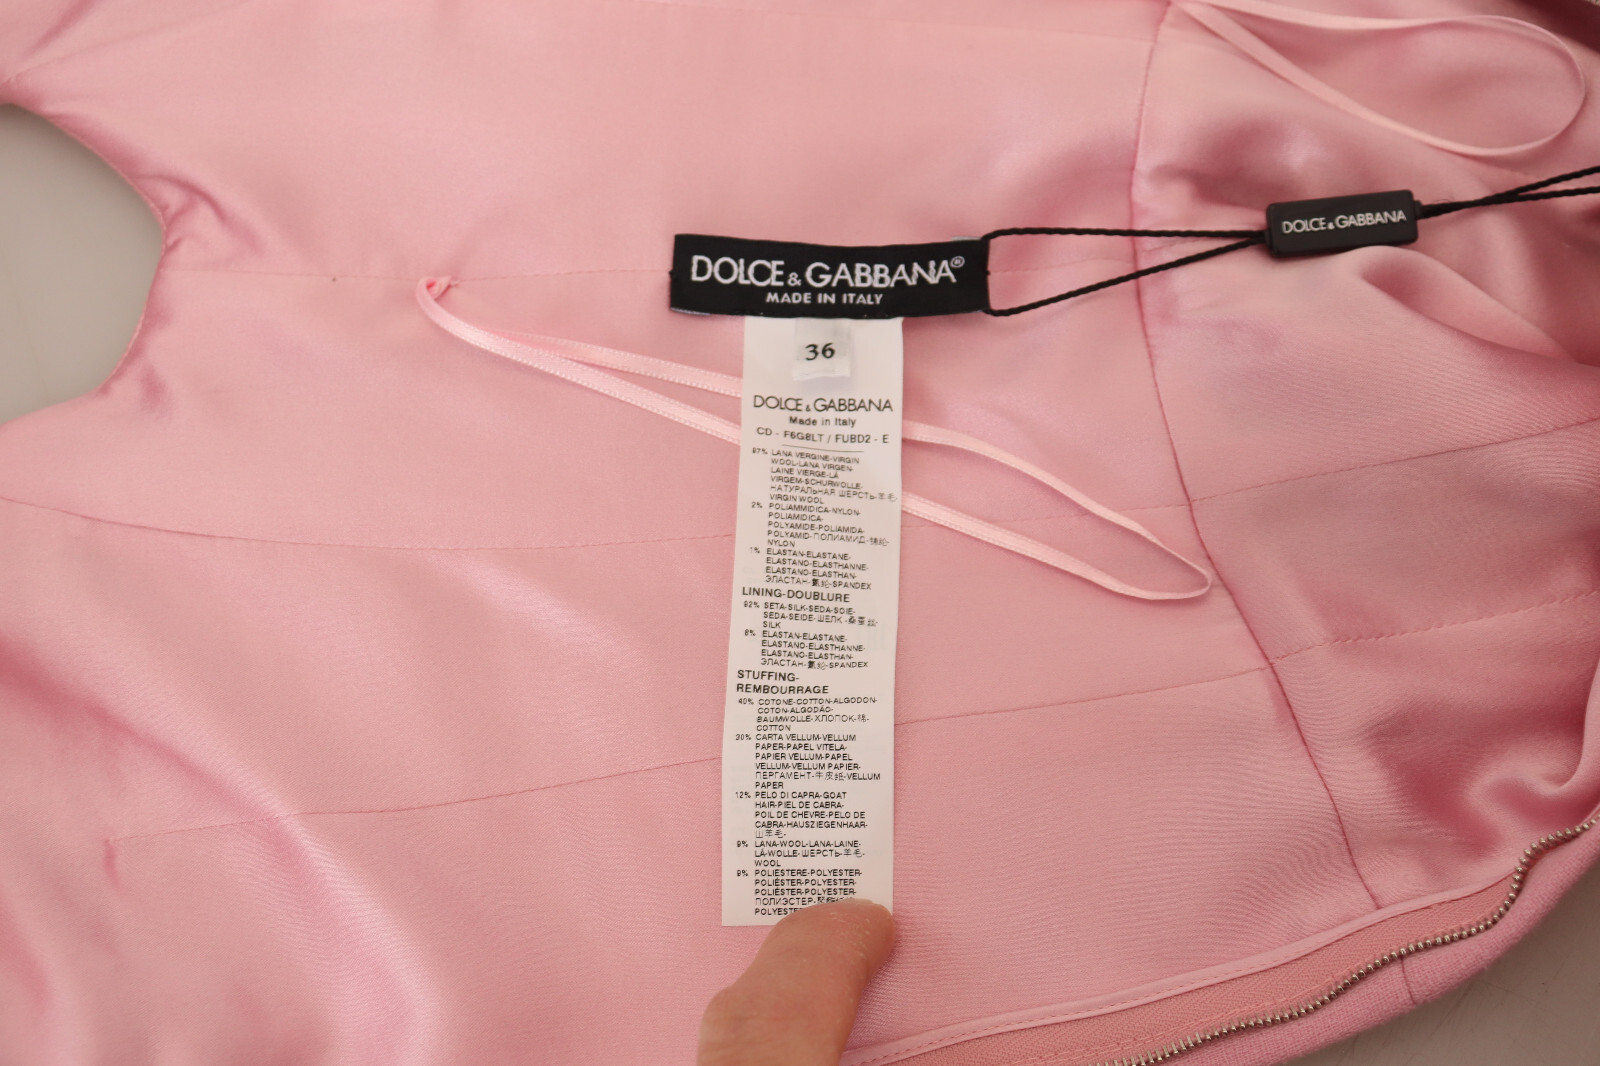 DOLCE&GABBANA®
MADE IN ITALY
DOLCE&GABBANA
36
DOLCE&GABBANA
Made in Italy
CD - F6G8LT / FUBD2 - E
97% LANA VERGINE-VIRGIN
WOOL-LANA VIRGEN-
LAINE VIERGE-LÃ
VIRGEM-SCHURWOLLE-
НАТУРАЛЬНАЯ ШЕРСТЬ-羊毛-
VIRGIN WOOL
2% POLIAMMIDICA-NYLON-
POLIAMIDICA-
POLYAMIDE-POLIAMIDA-
POLYAMID-ПОЛИАМИД-锦纶-
NYLON
1% ELASTAN-ELASTANE-
ELASTANO-ELASTHANNE-
ELASTANO-ELASTHAN-
ЭЛАСТАН-氨纶-SPANDEX
LINING-DOUBLURE
92% SETA-SILK-SEDA-SOIE-
SEDA-SEIDE-ШЕЛК-桑蚕丝-
SILK
8% ELASTAN-ELASTANE-
ELASTANO-ELASTHANNE-
ELASTANO-ELASTHAN-
ЭЛАСТАН-氨纶-SPANDEX
STUFFING-
REMBOURRAGE
40% COTONE-COTTON-ALGODON-
COTON-ALGODÃO-
BAUMWOLLE-ХЛОПОК-棉-
COTTON
30% CARTA VELLUM-VELLUM
PAPER-PAPEL VITELA-
PAPIER VELLUM-PAPEL
VELLUM-VELLUM PAPIER-
ПЕРГАМЕНТ-牛皮纸-VELLUM
PAPER
12% PELO DI CAPRA-GOAT
HAIR-PIEL DE CABRA-
POIL DE CHEVRE-PELO DE
CABRA-HAUSZIEGENHAAR-
山羊毛-
9% LANA-WOOL-LANA-LAINE-
LÃ-WOLLE-ШЕРСТЬ-羊毛-
WOOL
9% POLIESTERE-POLYESTER-
POLIÉSTER-POLYESTER-
POLIÉSTER-POLYESTER-
ПОЛИЭСТЕР-
POLYEST